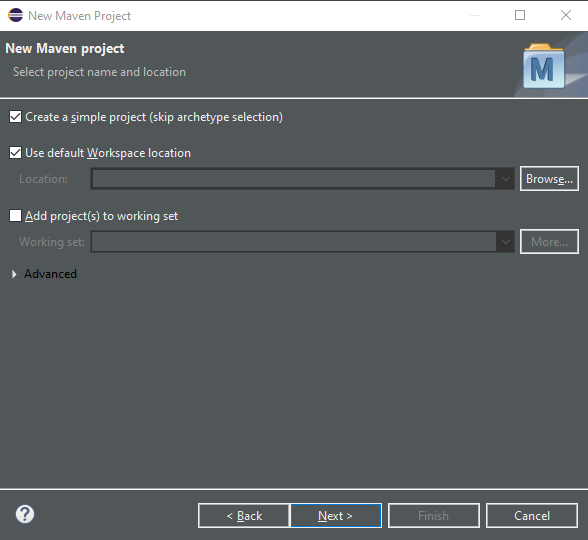 New Maven Project
New Maven project
Select project name and location
M
Create a simple project (skip archetype selection)
Use default Workspace location
Location:
Browse...
Add project(s) to working set
Working set:
More...
Advanced
?
< Back
Next >
Finish
Cancel